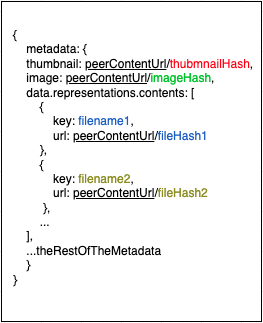 {
metadata: {
thumbnail: peerContentUrl/thubmnailHash,
image: peerContentUrl/imageHash,
data.representations.contents: [
{
key: filename1,
url: peerContentUrl/fileHash1
},
{
key: filename2,
url: peerContentUrl/fileHash2
},
...
],
...theRestOfTheMetadata
}
}